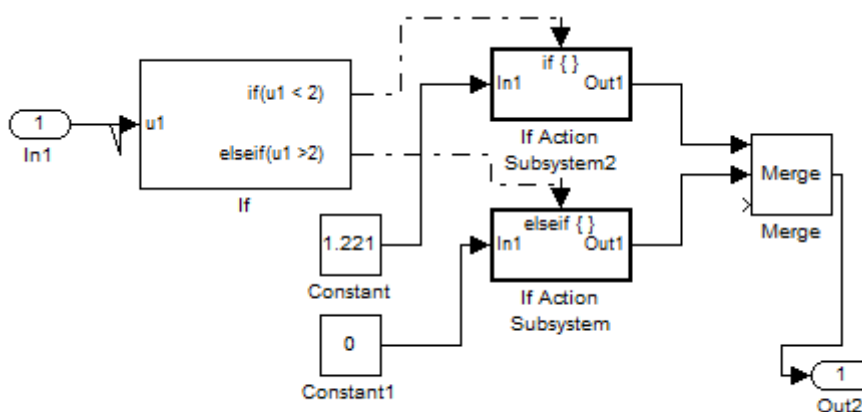 1
In1
u1
if(u1 < 2)
elseif(u1 >2)
If
if { }
In1
Out1
If Action
Subsystem2
elseif { }
In1
Out1
If Action
Subsystem
1.221
Constant
0
Constant1
Merge
Merge
1
Out2